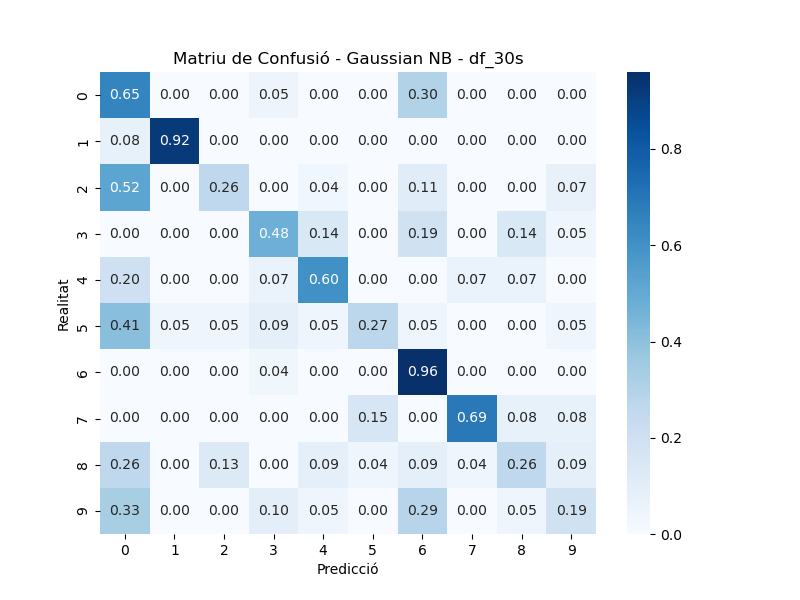 Matriu de Confusió - Gaussian NB - df_30s
0 0.65 0.00 0.00 0.05 0.00 0.00 0.30 0.00 0.00 0.00
1 0.08 0.92 0.00 0.00 0.00 0.00 0.00 0.00 0.00 0.00
2 0.52 0.00 0.26 0.00 0.04 0.00 0.11 0.00 0.00 0.07
3 0.00 0.00 0.00 0.48 0.14 0.00 0.19 0.00 0.14 0.05
4 0.20 0.00 0.00 0.07 0.60 0.00 0.00 0.07 0.07 0.00
5 0.41 0.05 0.05 0.09 0.05 0.27 0.05 0.00 0.00 0.05
6 0.00 0.00 0.00 0.04 0.00 0.00 0.96 0.00 0.00 0.00
7 0.00 0.00 0.00 0.00 0.00 0.15 0.00 0.69 0.08 0.08
8 0.26 0.00 0.13 0.00 0.09 0.04 0.09 0.04 0.26 0.09
9 0.33 0.00 0.00 0.10 0.05 0.00 0.29 0.00 0.05 0.19
0 1 2 3 4 5 6 7 8 9
Predicció
Realitat
0.8
0.6
0.4
0.2
0.0